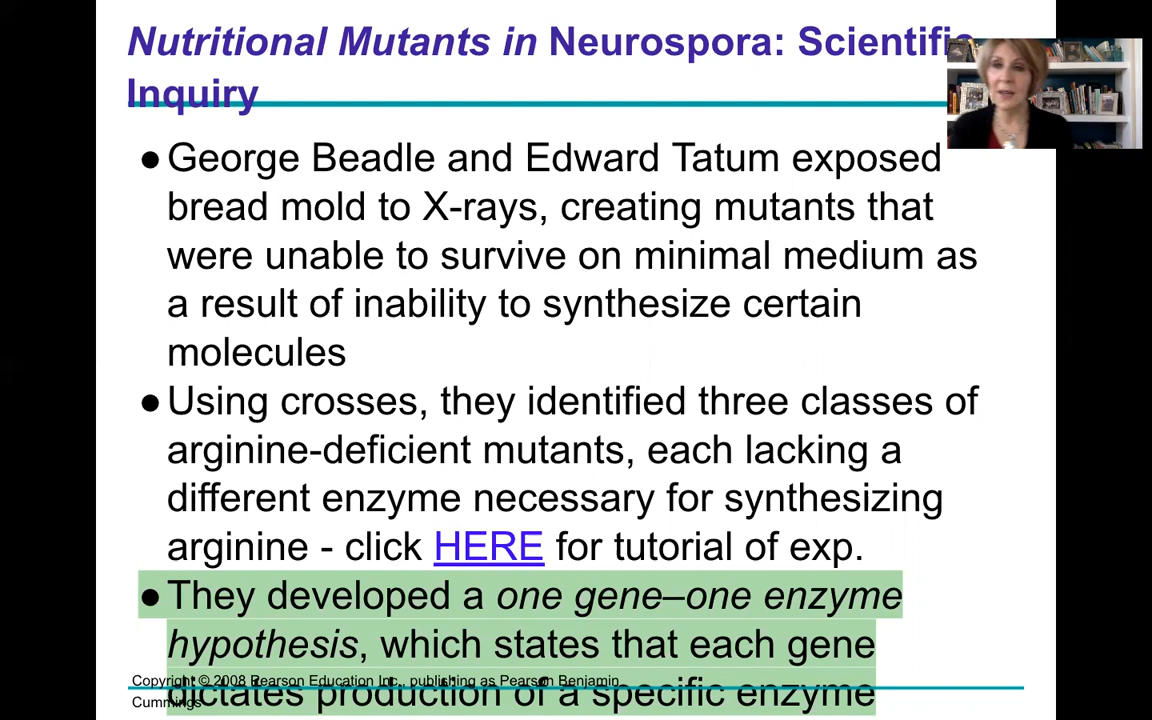 Nutritional Mutants in Neurospora: Scientific
Inquiry
●George Beadle and Edward Tatum exposed
bread mold to X-rays, creating mutants that
were unable to survive on minimal medium as
a result of inability to synthesize certain
molecules
●Using crosses, they identified three classes of
arginine-deficient mutants, each lacking a
different enzyme necessary for synthesizing
arginine - click HERE for tutorial of exp.
●They developed a one gene–one enzyme
hypothesis, which states that each gene
dictates production of a specific enzyme
Copyright © 2008 Pearson Education Inc., publishing as Pearson Benjamin
Cummings